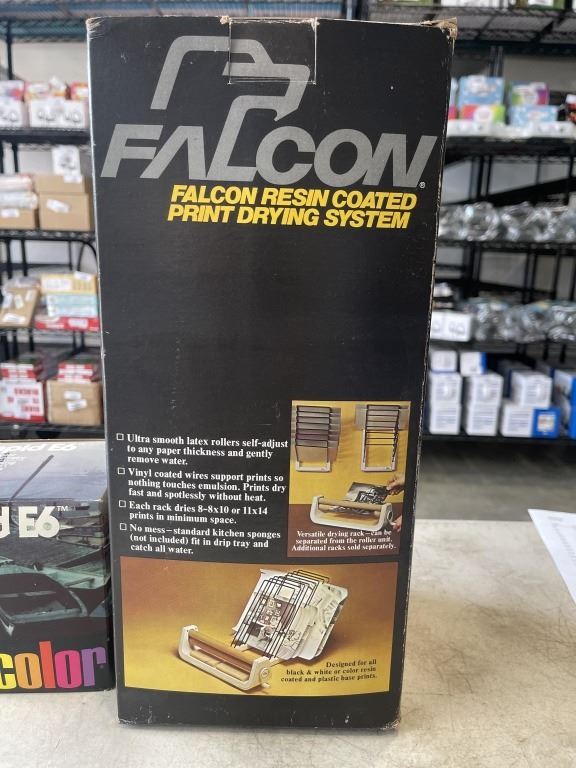 FALCON®
FALCON RESIN COATED
PRINT DRYING SYSTEM
☐ Ultra smooth latex rollers self-adjust
to any paper thickness and gently
remove water.
☐ Vinyl coated wires support prints so
nothing touches emulsion. Prints dry
fast and spotlessly without heat.
☐ Each rack dries 8-8x10 or 11x14
prints in minimum space.
☐ No mess—standard kitchen sponges
(not included) fit in drip tray and
catch all water.
Versatile drying rack—can be
separated from the roller unit.
Additional racks sold separately.
Designed for all
black & white or color resin
coated and plastic base prints.
E6
E6™
color